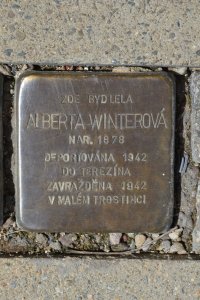 ZDE BYDLELA
ALBERTA WINTEROVÁ
NAR. 1878
DEPORTOVÁNA 1942
DO TEREZÍNA
ZAVRAŽDĚNA 1942
V MALÉM TROSTINCI